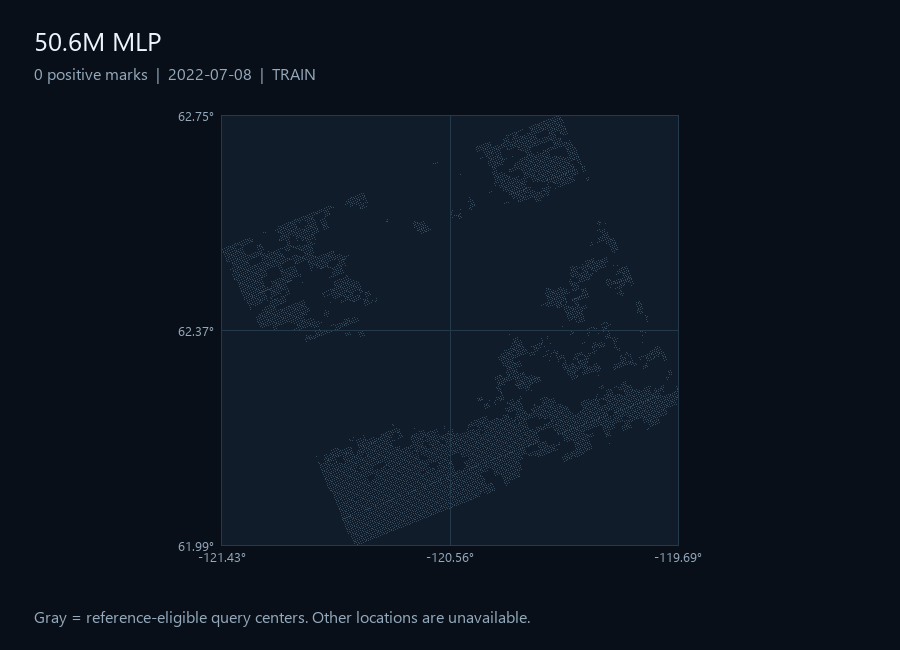 50.6M MLP
0 positive marks | 2022-07-08 | TRAIN
62.75°
62.37°
61.99°
-121.43° -120.56° -119.69°
Gray = reference-eligible query centers. Other locations are unavailable.